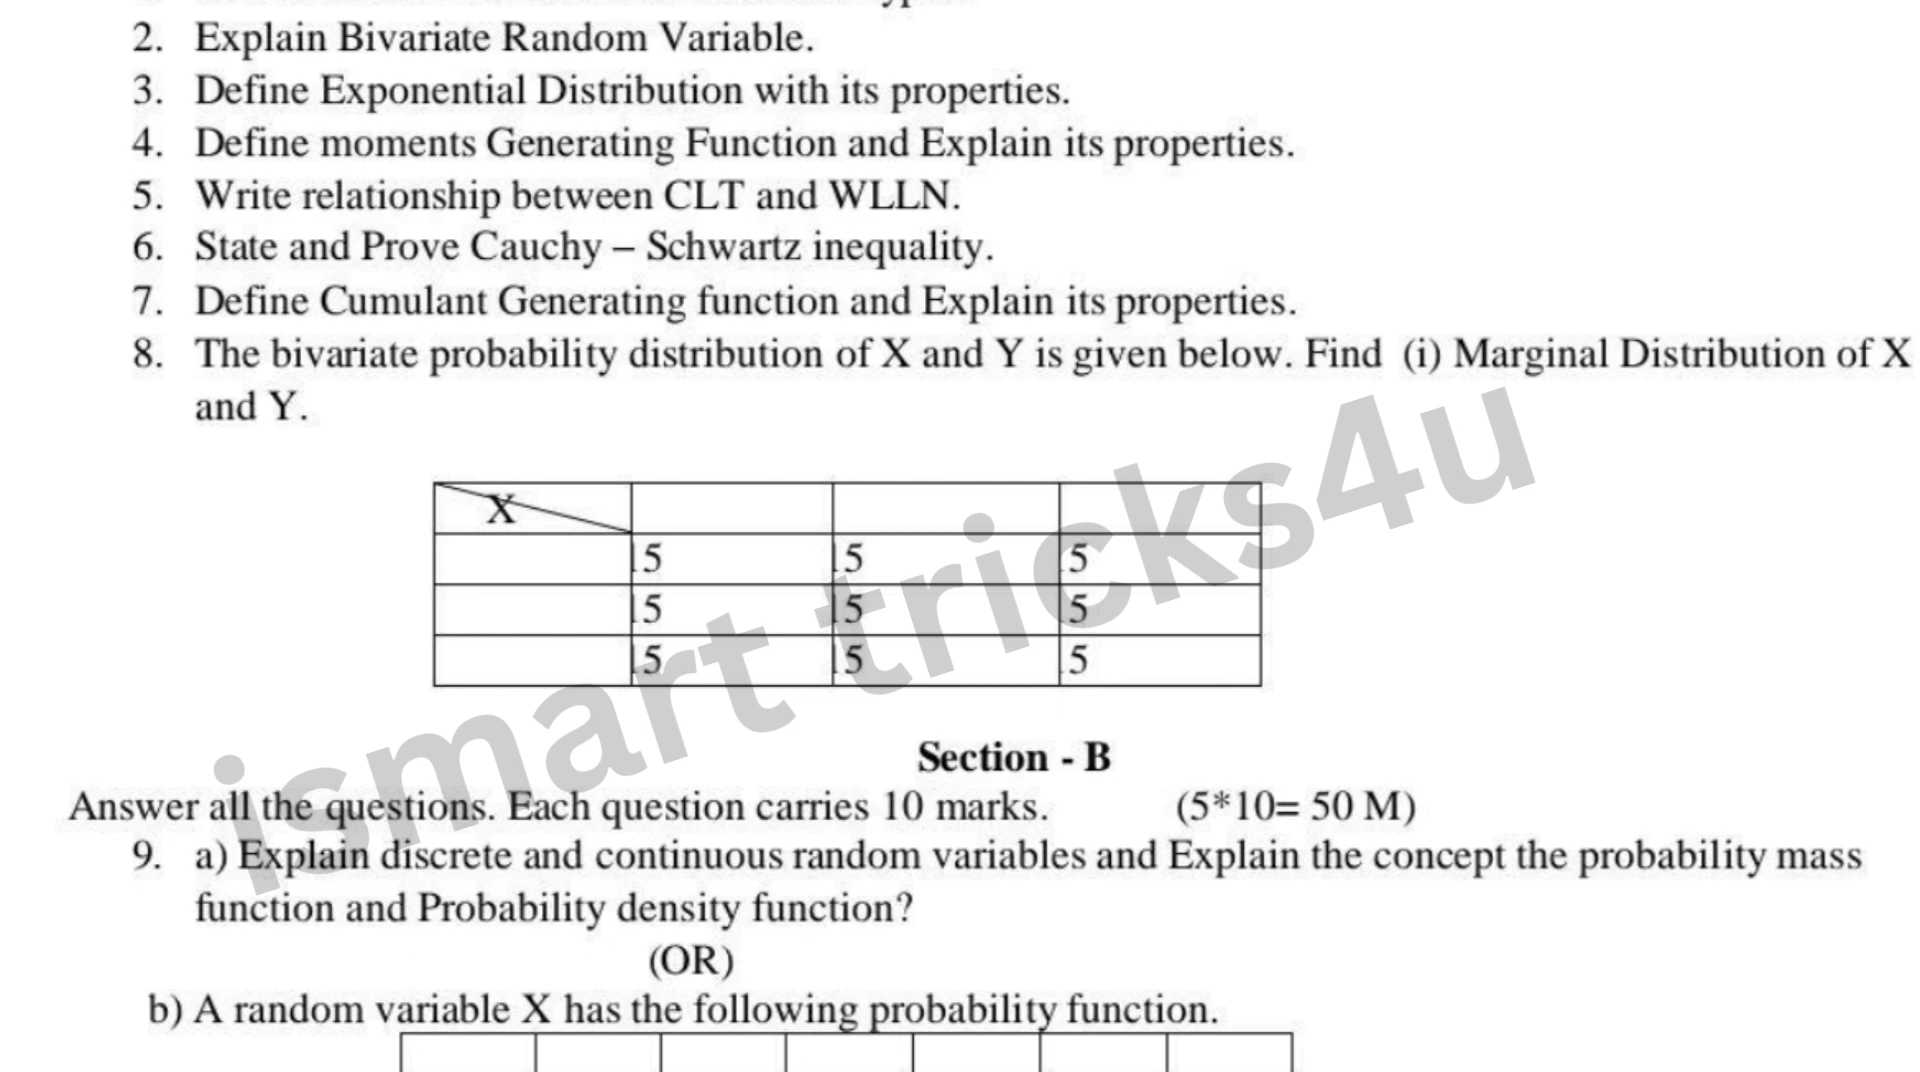 2. Explain Bivariate Random Variable.
3. Define Exponential Distribution with its properties.
4. Define moments Generating Function and Explain its properties.
5. Write relationship between CLT and WLLN.
6. State and Prove Cauchy – Schwartz inequality.
7. Define Cumulant Generating function and Explain its properties.
8. The bivariate probability distribution of X and Y is given below. Find (i) Marginal Distribution of X
and Y.
X
5 5 5
5 5 5
5 5 5
ismart tricks4u
Section - B
Answer all the questions. Each question carries 10 marks. (5*10= 50 M)
9. a) Explain discrete and continuous random variables and Explain the concept the probability mass
function and Probability density function?
(OR)
b) A random variable X has the following probability function.